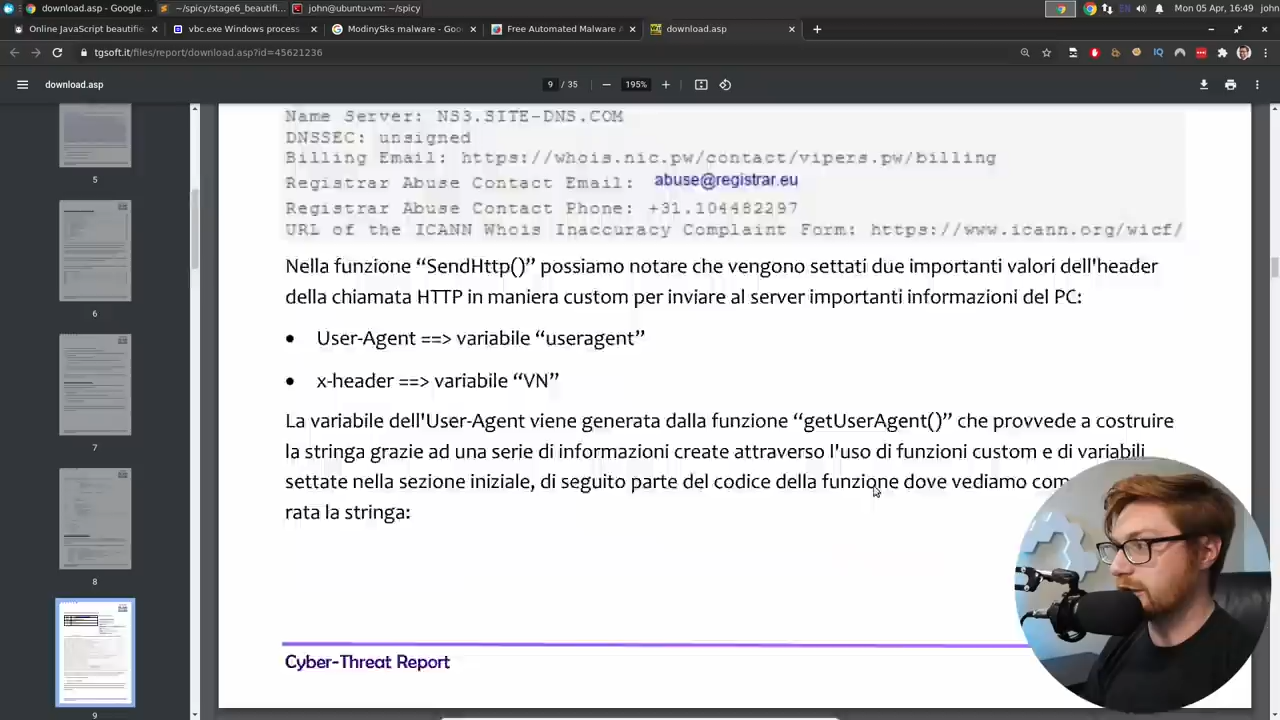 download.asp - Google ...
~/spicy/stage6_beautifi...
john@ubuntu-vm: ~/spicy
EN
Mon 05 Apr, 16:49
john
Online JavaScript beautifie
vbc.exe Windows process
ModinySks malware - Goo
Free Automated Malware A
download.asp
tgsoft.it/files/report/download.asp?id=45621236
download.asp
9 / 35
195%
5
6
7
8
9
Name Server: NS3.SITE-DNS.COM
DNSSEC: unsigned
Billing Email: https://whois.nic.pw/contact/vipers.pw/billing
Registrar Abuse Contact Email: abuse@registrar.eu
Registrar Abuse Contact Phone: +31.104482297
URL of the ICANN Whois Inaccuracy Complaint Form: https://www.icann.org/wicf/
Nella funzione “SendHttp()” possiamo notare che vengono settati due importanti valori dell'header
della chiamata HTTP in maniera custom per inviare al server importanti informazioni del PC:
• User-Agent ==> variabile “useragent”
• x-header ==> variabile “VN”
La variabile dell'User-Agent viene generata dalla funzione “getUserAgent()” che provvede a costruire
la stringa grazie ad una serie di informazioni create attraverso l'uso di funzioni custom e di variabili
settate nella sezione iniziale, di seguito parte del codice della funzione dove vediamo com
rata la stringa:
Cyber-Threat Report